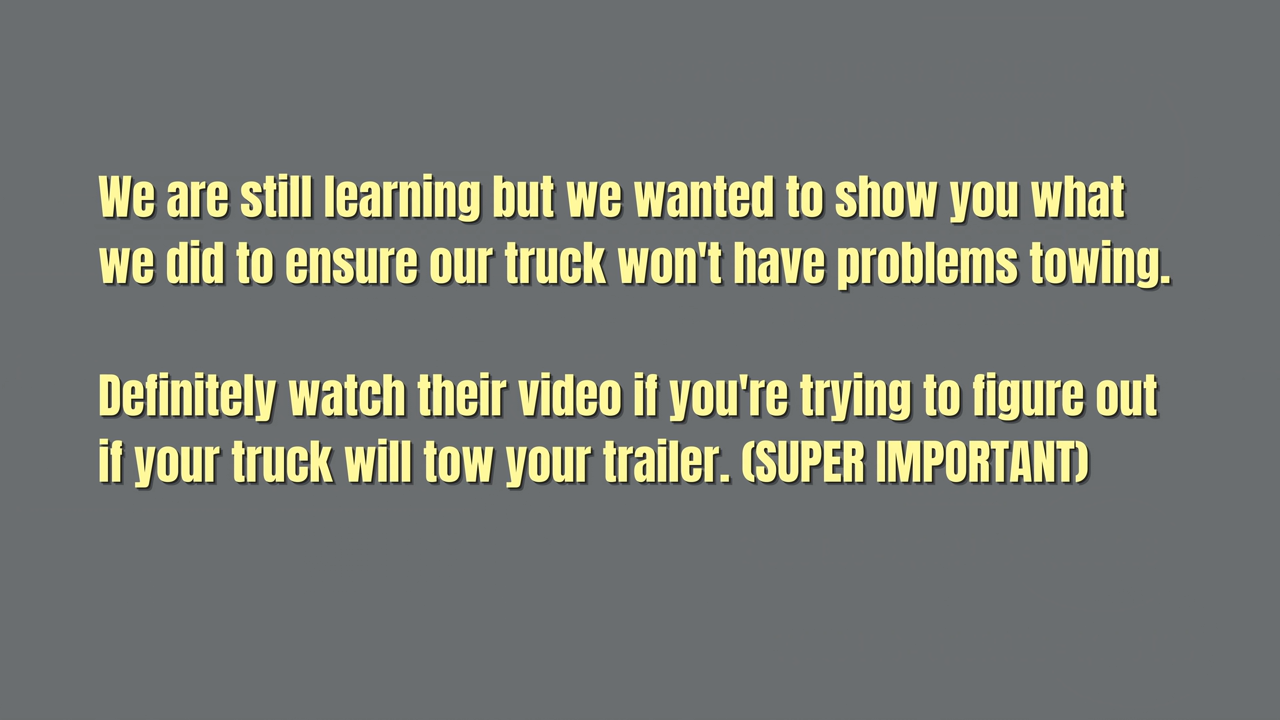 We are still learning but we wanted to show you what
we did to ensure our truck won't have problems towing.
Definitely watch their video if you're trying to figure out
if your truck will tow your trailer. (SUPER IMPORTANT)